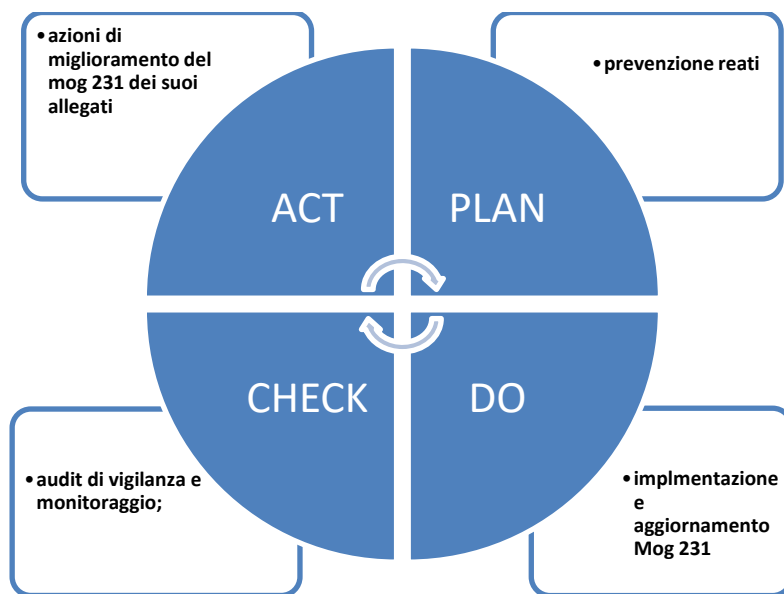 •azioni di
miglioramento del
mog 231 dei suoi
allegati
•prevenzione reati
ACT
PLAN
CHECK
DO
•audit di vigilanza e
monitoraggio;
•implmentazione
e
aggiornamento
Mog 231